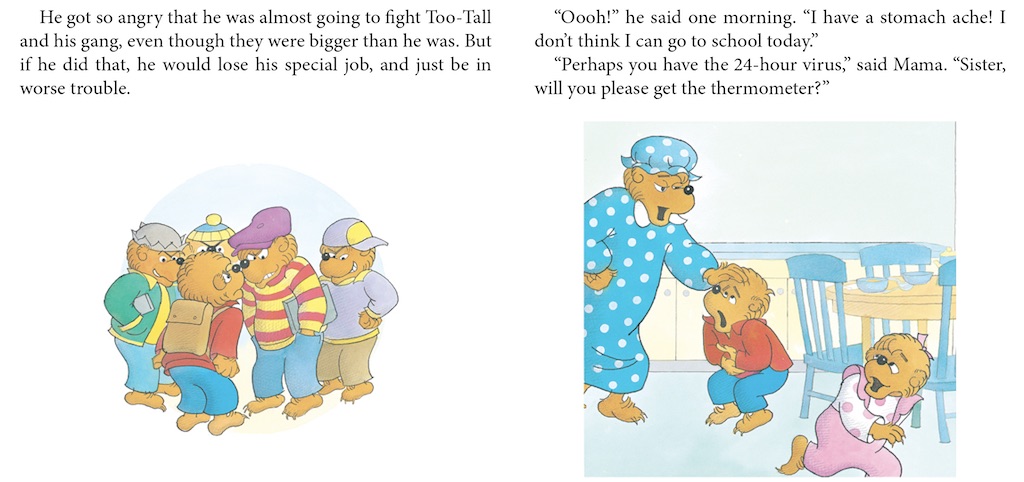 He got so angry that he was almost going to fight Too-Tall
and his gang, even though they were bigger than he was. But
if he did that, he would lose his special job, and just be in
worse trouble.
“Oooh!” he said one morning. “I have a stomach ache! I
don’t think I can go to school today.”
“Perhaps you have the 24-hour virus,” said Mama. “Sister,
will you please get the thermometer?”